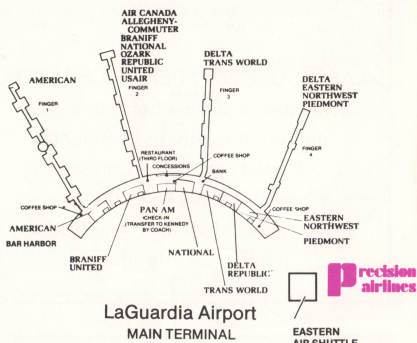 AIR CANADA
ALLEGHENY-
COMMUTER
BRANIFF
NATIONAL
OZARK
REPUBLIC
UNITED
USAIR
FINGER
2
DELTA
TRANS WORLD
FINGER
3
AMERICAN
FINGER
1
DELTA
EASTERN
NORTHWEST
PIEDMONT
FINGER
4
RESTAURANT
(THIRD FLOOR)
CONCESSIONS
COFFEE SHOP
BANK
COFFEE SHOP
AMERICAN
BAR HARBOR
PAN AM
(CHECK-IN
(TRANSFER TO KENNEDY
BY COACH)
COFFEE SHOP
EASTERN
NORTHWEST
PIEDMONT
NATIONAL
BRANIFF
UNITED
DELTA
REPUBLIC
TRANS WORLD
Precision
airlines
LaGuardia Airport
MAIN TERMINAL
EASTERN
AIR SHUTTLE